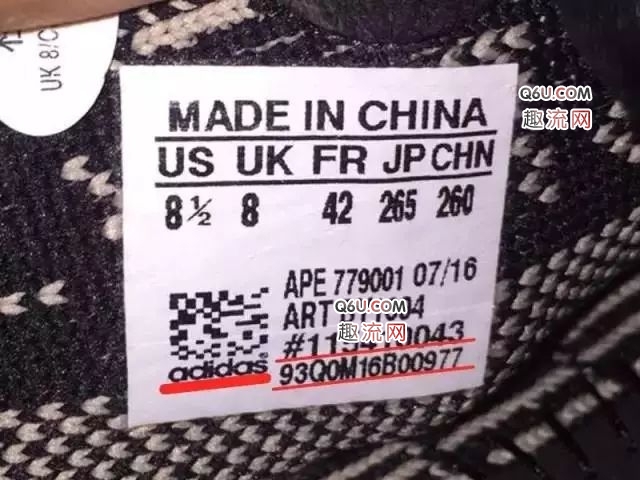 UK 8/C
Q6U.COM
趣流网
MADE IN CHINA
US UK FR JP CHN
8½ 8 42 265 260
APE 779001 07/16
ART
Q6U.COM
趣流网
adidas
93Q0M16B00977